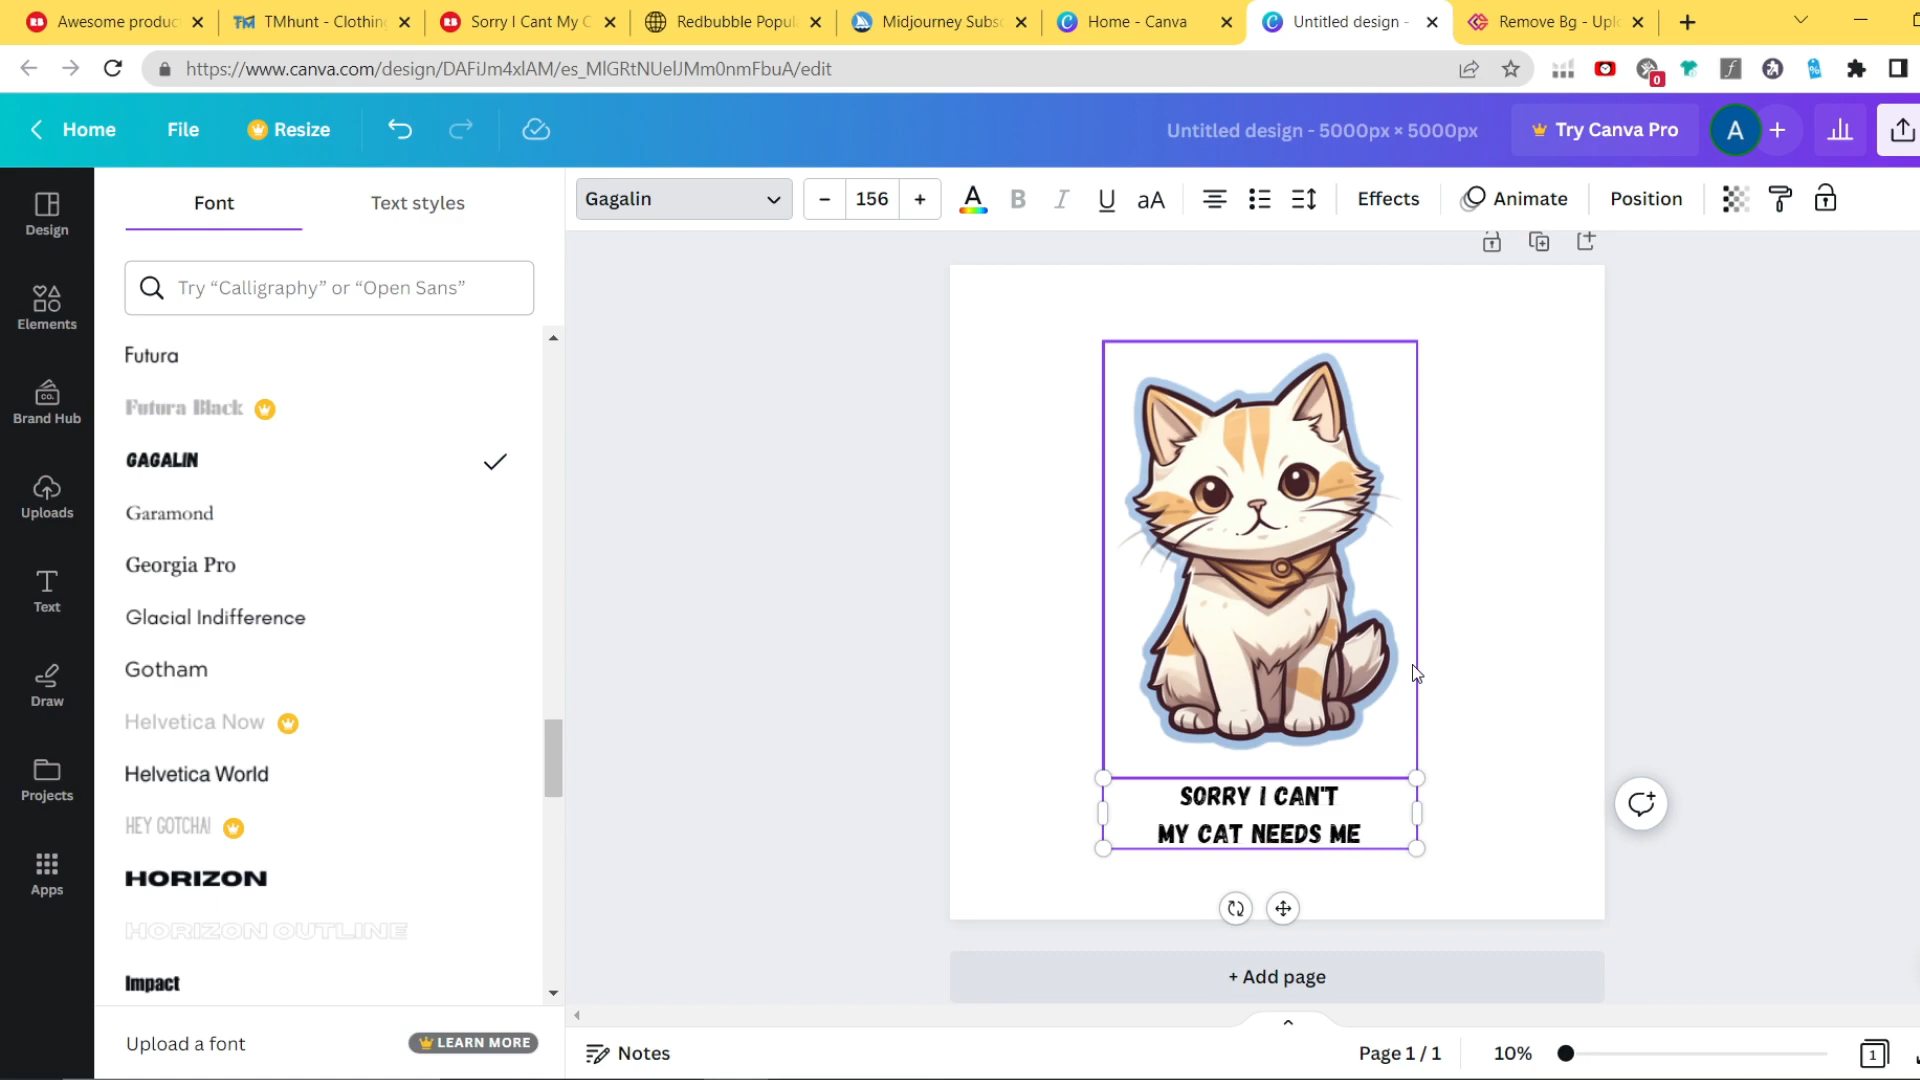 Awesome produc
TMhunt - Clothin
Sorry I Cant My C
Redbubble Popul
Midjourney Subsc
Home - Canva
Untitled design -
Remove Bg - Uplo
https://www.canva.com/design/DAFiJm4xlAM/es_MlGRtNUelJMm0nmFbuA/edit
0
Home
File
Resize
Untitled design - 5000px × 5000px
Try Canva Pro
A
Font
Text styles
Gagalin
156
A
B
I
U
aA
Effects
Animate
Position
Design
Elements
Brand Hub
Uploads
Text
Draw
Projects
Apps
Try “Calligraphy” or “Open Sans”
Futura
Futura Black
GAGALIN
Garamond
Georgia Pro
Glacial Indifference
Gotham
Helvetica Now
Helvetica World
HEY GOTCHA!
HORIZON
HORIZON OUTLINE
Impact
Upload a font
LEARN MORE
SORRY I CAN'T
MY CAT NEEDS ME
+ Add page
Notes
Page 1 / 1
10%
1